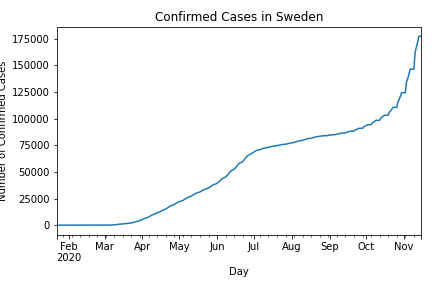 Confirmed Cases in Sweden
175000
150000
125000
100000
75000
50000
25000
0
Number of Confirmed Cases
Feb Mar Apr May Jun Jul Aug Sep Oct Nov
2020
Day